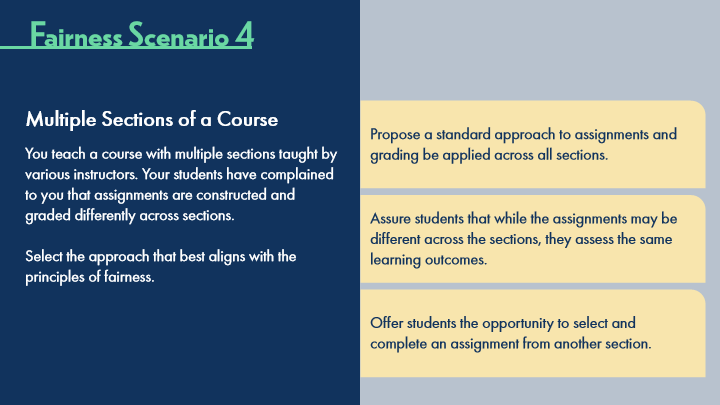 Fairness Scenario 4
Multiple Sections of a Course
You teach a course with multiple sections taught by
various instructors. Your students have complained
to you that assignments are constructed and
graded differently across sections.
Select the approach that best aligns with the
principles of fairness.
Propose a standard approach to assignments and
grading be applied across all sections.
Assure students that while the assignments may be
different across the sections, they assess the same
learning outcomes.
Offer students the opportunity to select and
complete an assignment from another section.